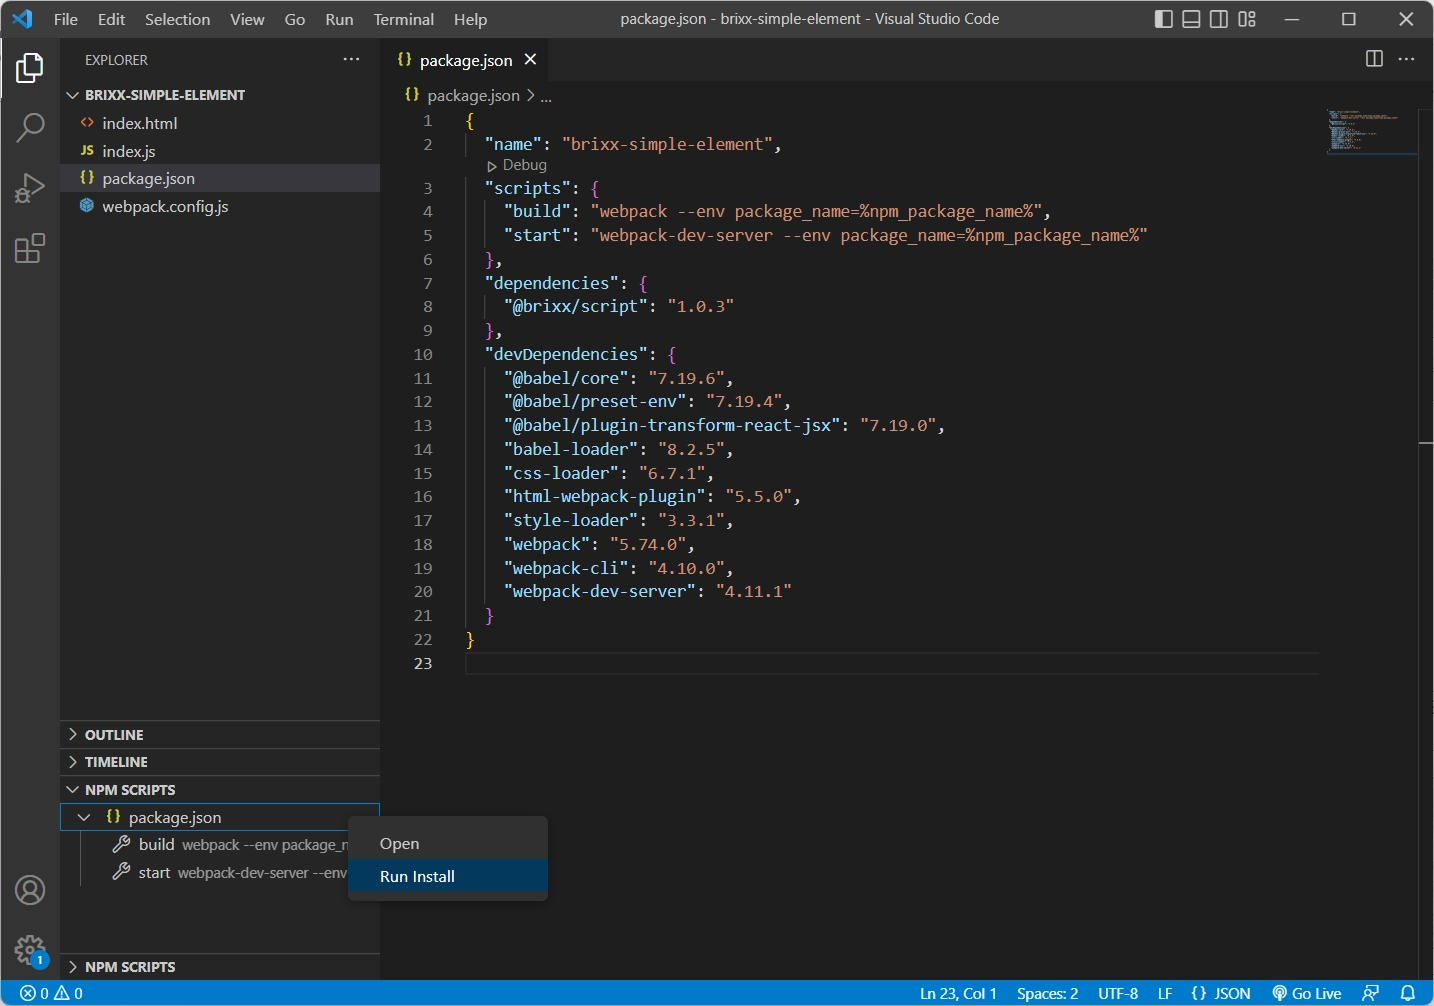 File Edit Selection View Go Run Terminal Help package.json - brixx-simple-element - Visual Studio Code
EXPLORER
BRIXX-SIMPLE-ELEMENT
<> index.html
JS index.js
{} package.json
webpack.config.js
OUTLINE
TIMELINE
NPM SCRIPTS
{} package.json
build webpack --env package_n
start webpack-dev-server --env
NPM SCRIPTS
Open
Run Install
{} package.json
{} package.json > ...
1 {
2 "name": "brixx-simple-element",
Debug
3 "scripts": {
4 "build": "webpack --env package_name=%npm_package_name%",
5 "start": "webpack-dev-server --env package_name=%npm_package_name%"
6 },
7 "dependencies": {
8 "@brixx/script": "1.0.3"
9 },
10 "devDependencies": {
11 "@babel/core": "7.19.6",
12 "@babel/preset-env": "7.19.4",
13 "@babel/plugin-transform-react-jsx": "7.19.0",
14 "babel-loader": "8.2.5",
15 "css-loader": "6.7.1",
16 "html-webpack-plugin": "5.5.0",
17 "style-loader": "3.3.1",
18 "webpack": "5.74.0",
19 "webpack-cli": "4.10.0",
20 "webpack-dev-server": "4.11.1"
21 }
22 }
23
1
0 0 Ln 23, Col 1 Spaces: 2 UTF-8 LF {} JSON Go Live